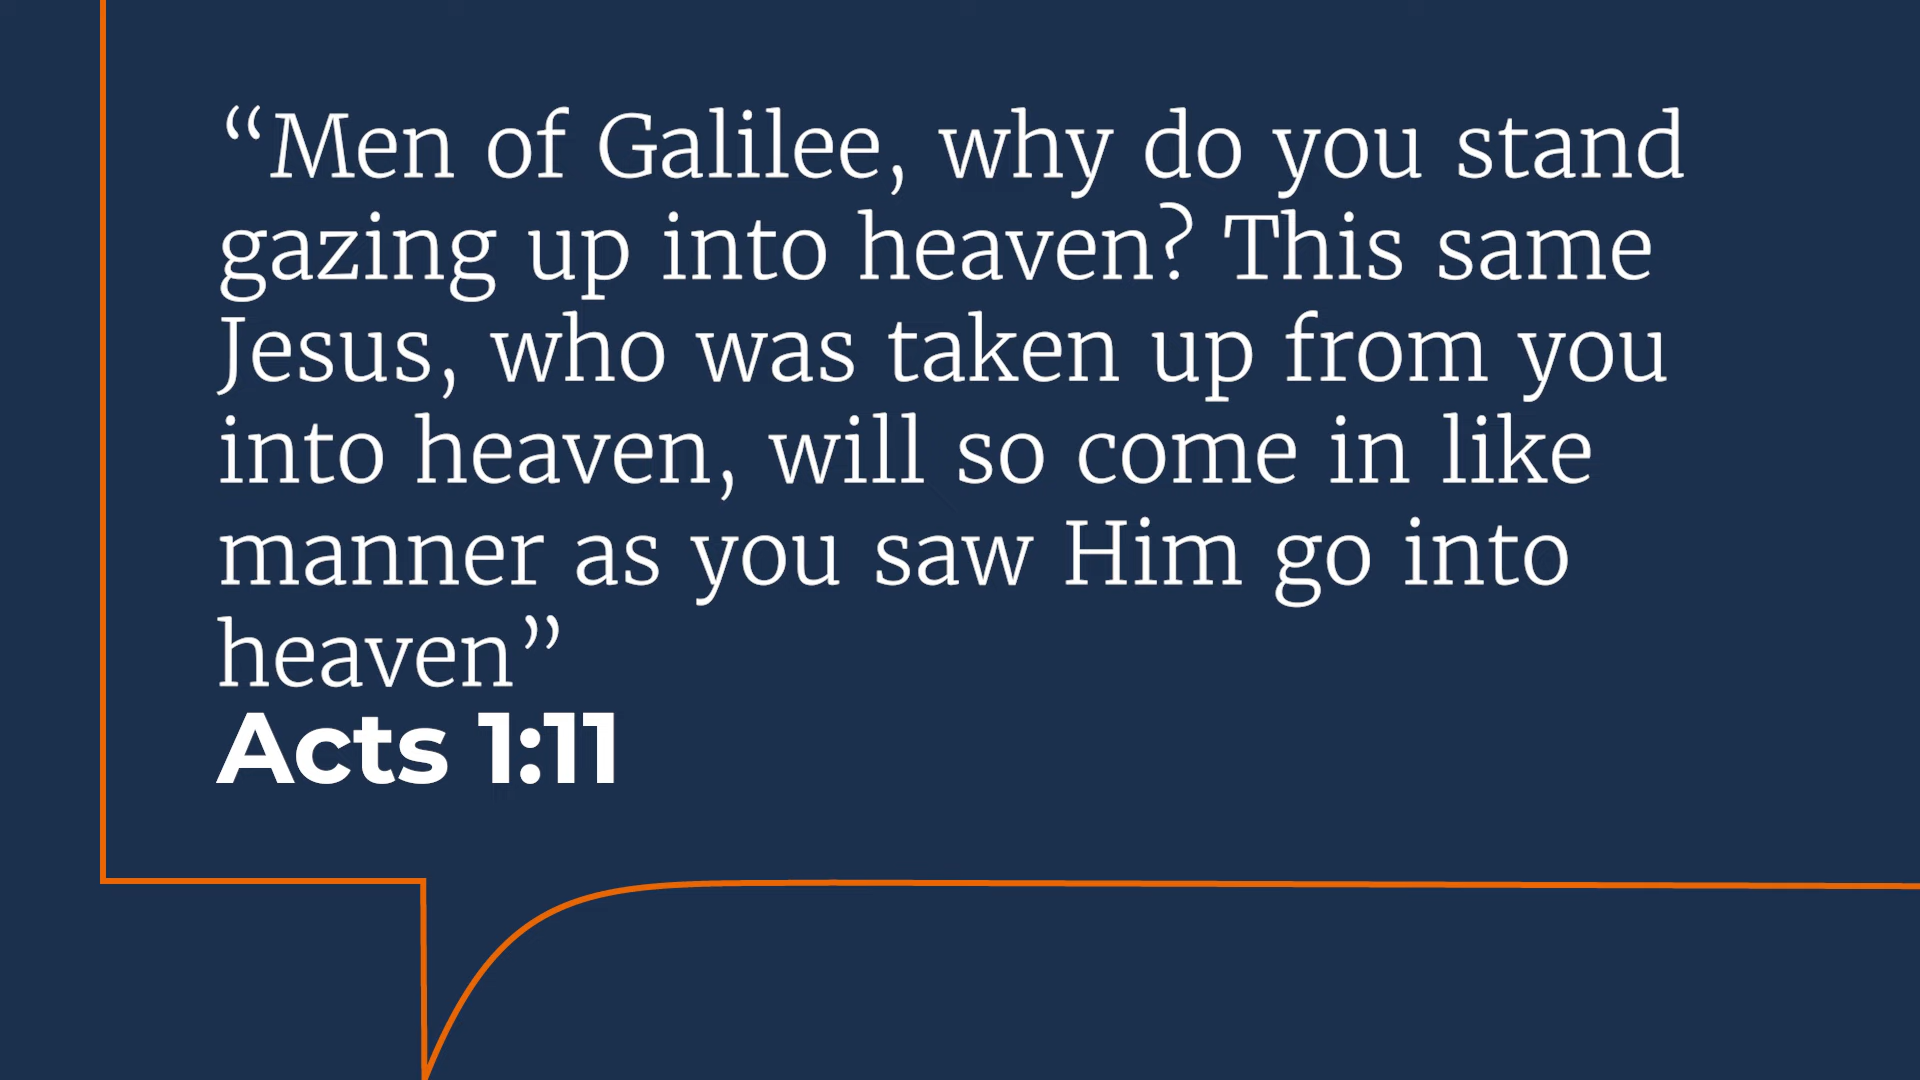 “Men of Galilee, why do you stand
gazing up into heaven? This same
Jesus, who was taken up from you
into heaven, will so come in like
manner as you saw Him go into
heaven”
Acts 1:11